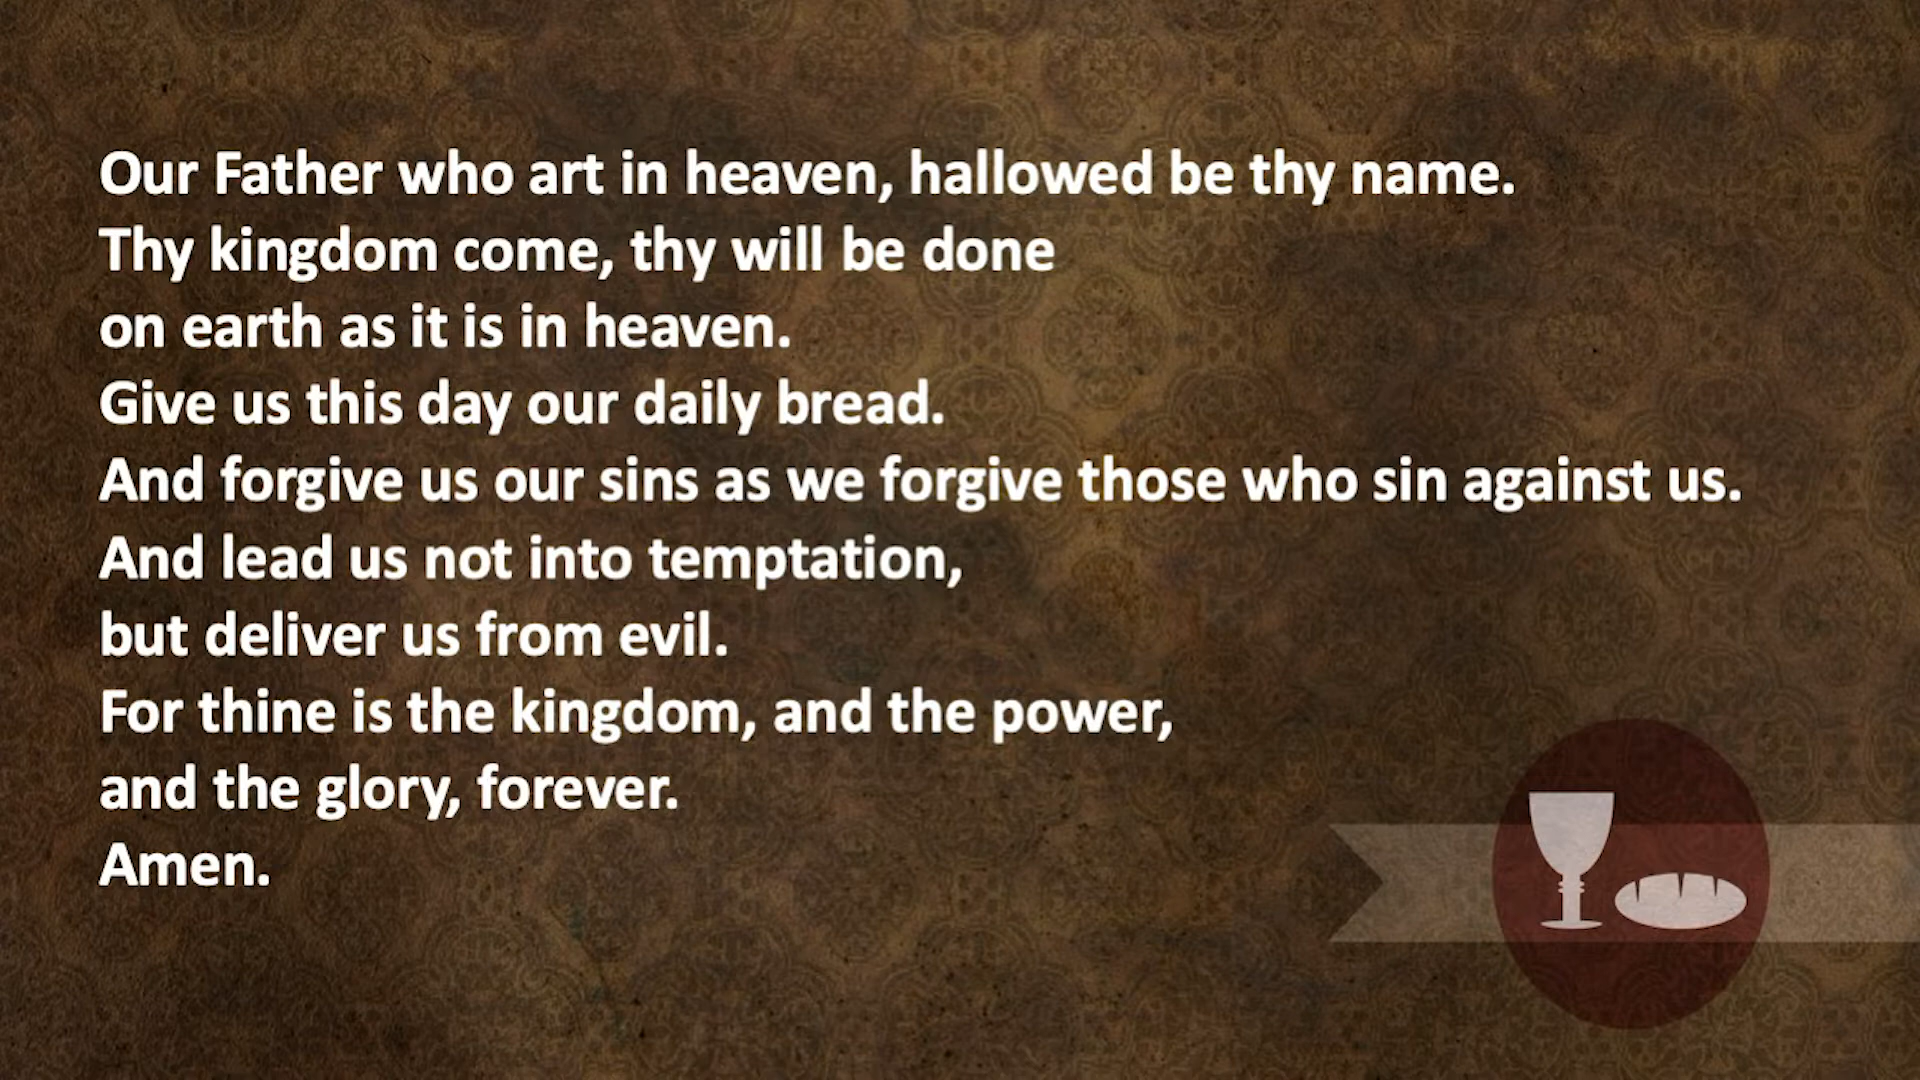 Our Father who art in heaven, hallowed be thy name.
Thy kingdom come, thy will be done
on earth as it is in heaven.
Give us this day our daily bread.
And forgive us our sins as we forgive those who sin against us.
And lead us not into temptation,
but deliver us from evil.
For thine is the kingdom, and the power,
and the glory, forever.
Amen.